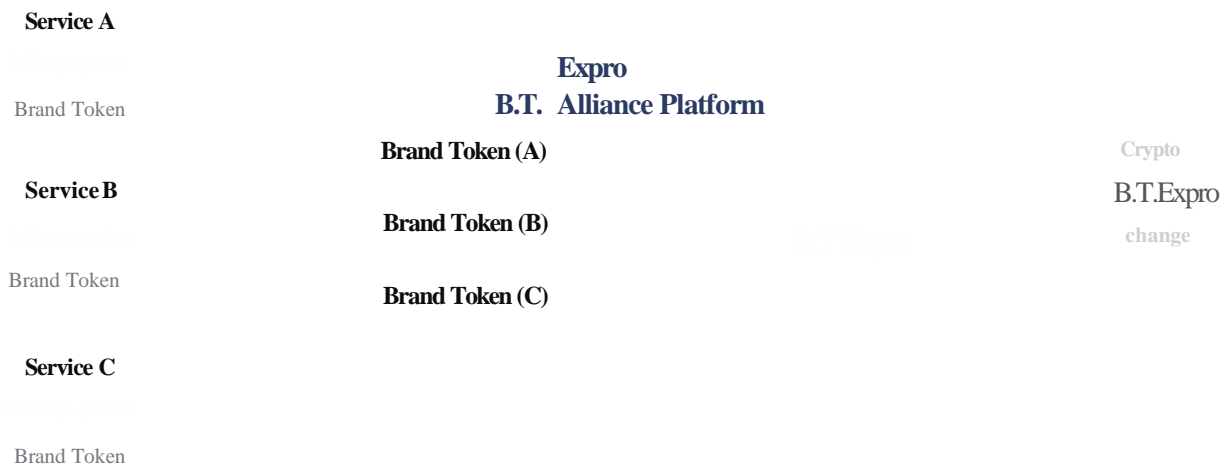 Service A
Brand Token
Service B
Brand Token
Service C
Brand Token
Expro
B.T. Alliance Platform
Brand Token (A)
Brand Token (B)
Brand Token (C)
Crypto
B.T.Expro
change